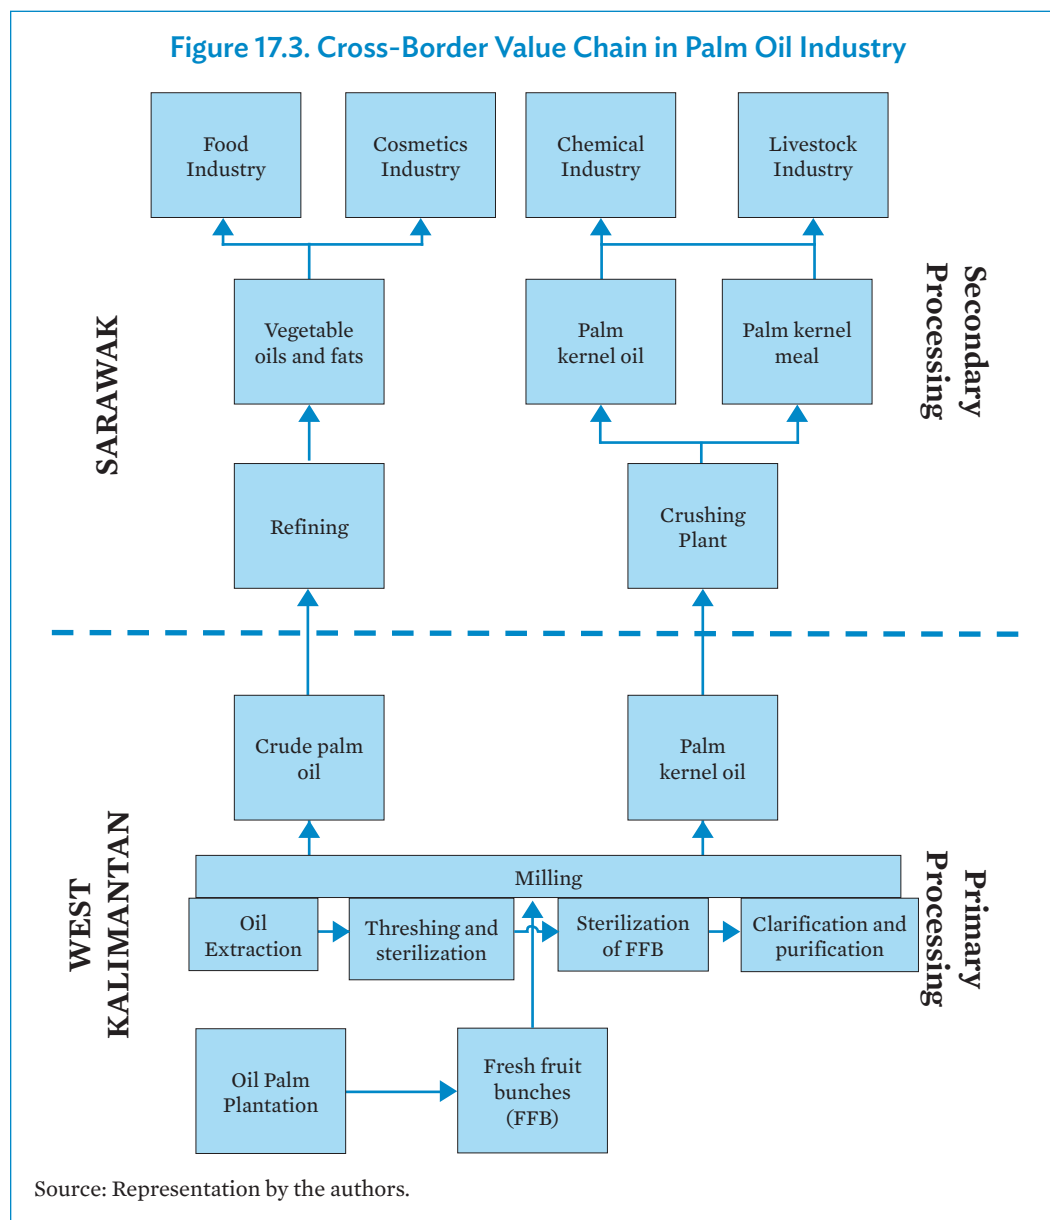 Figure 17.3. Cross-Border Value Chain in Palm Oil Industry
Food
Industry
Cosmetics
Industry
Chemical
Industry
Livestock
Industry
SARAWAK
Vegetable
oils and fats
Palm
kernel oil
Palm kernel
meal
Secondary
Processing
Refining
Crushing
Plant
Crude palm
oil
Palm
kernel oil
WEST
KALIMANTAN
Milling
Oil
Extraction
Threshing and
sterilization
Sterilization
of FFB
Clarification and
purification
Primary
Processing
Oil Palm
Plantation
Fresh fruit
bunches
(FFB)
Source: Representation by the authors.